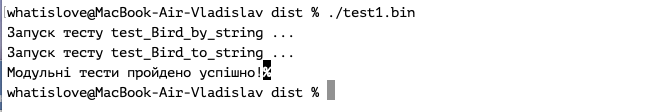 whatislove@MacBook-Air-Vladislav dist % ./test1.bin
Запуск тесту test_Bird_by_string ...
Запуск тесту test_Bird_to_string ...
Модульні тести пройдено успішно!%
whatislove@MacBook-Air-Vladislav dist %